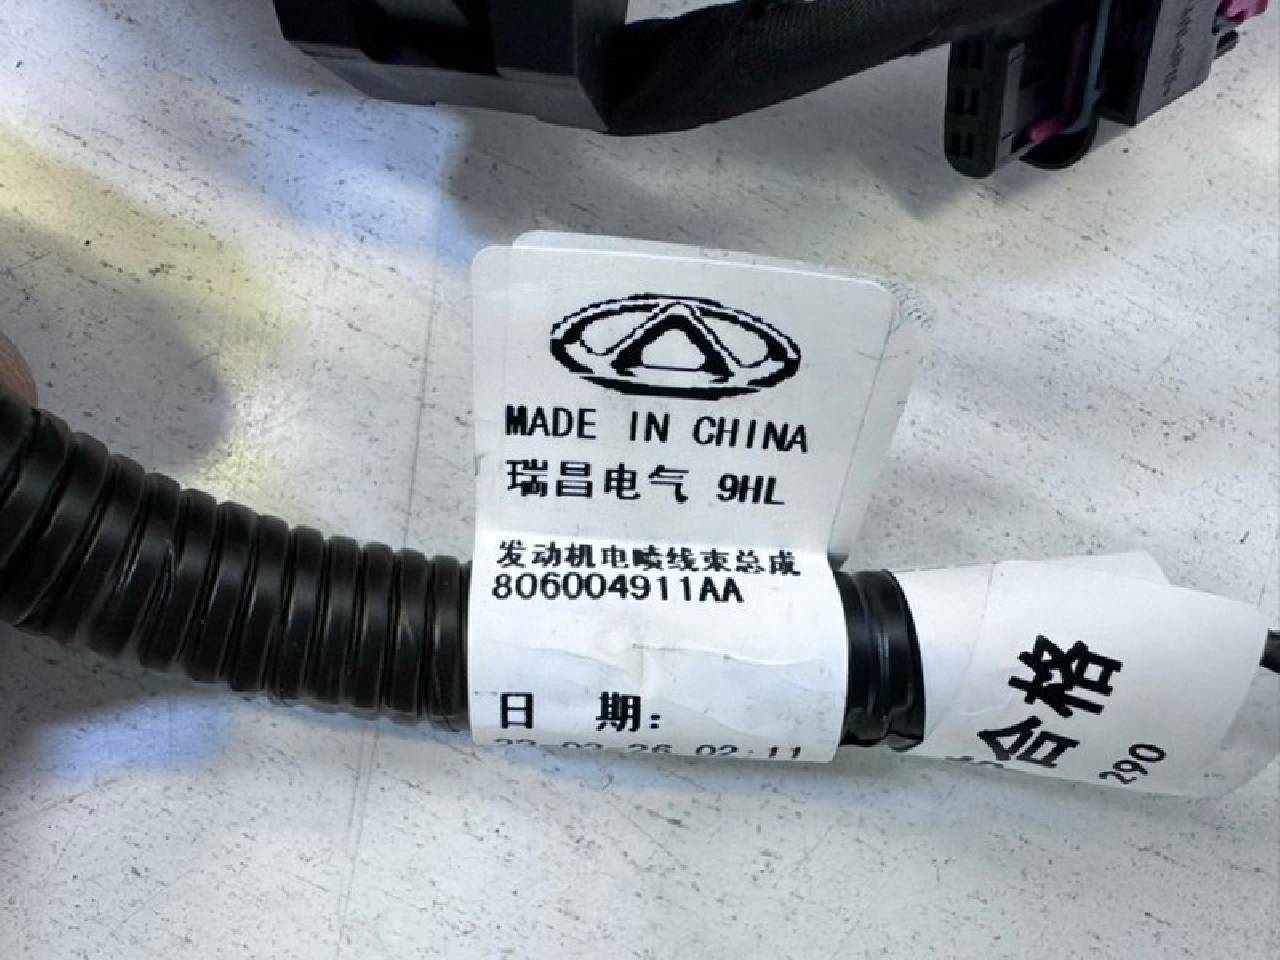 MADE IN CHINA
瑞昌电气 9HL
发动机电喷线束总成
806004911AA
日 期:
合格
290